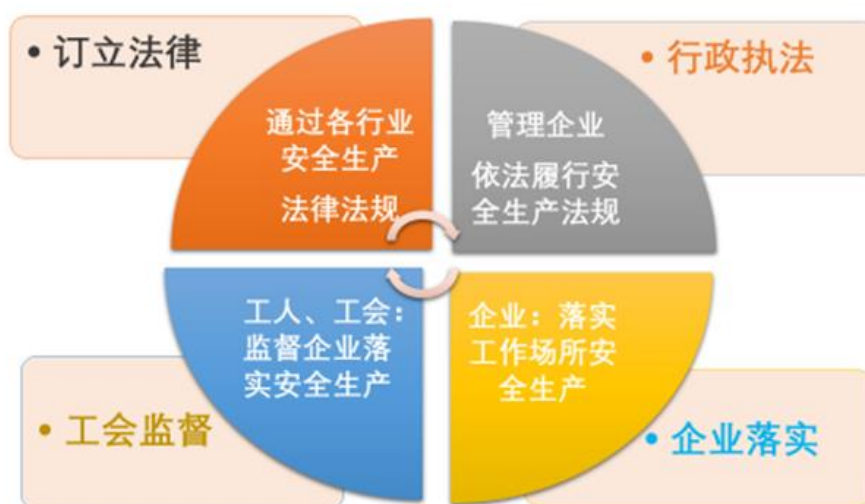 • 订立法律
通过各行业
安全生产
法律法规
• 行政执法
管理企业
依法履行安
全生产法规
工人、工会：
监督企业落
实安全生产
• 工会监督
企业：落实
工作场所安
全生产
• 企业落实